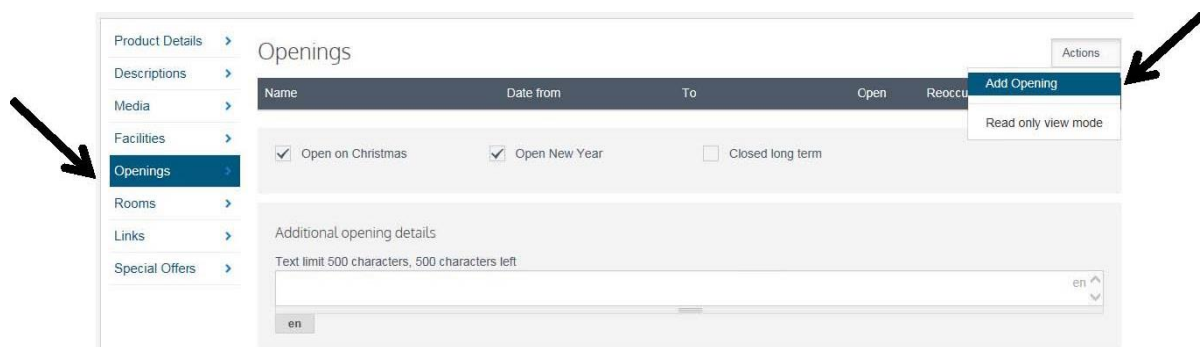 Product Details
Descriptions
Media
Facilities
Openings
Rooms
Links
Special Offers
Openings
Actions
Add Opening
Read only view mode
Name Date from To Open Reoccu
Open on Christmas Open New Year Closed long term
Additional opening details
Text limit 500 characters, 500 characters left
en
en